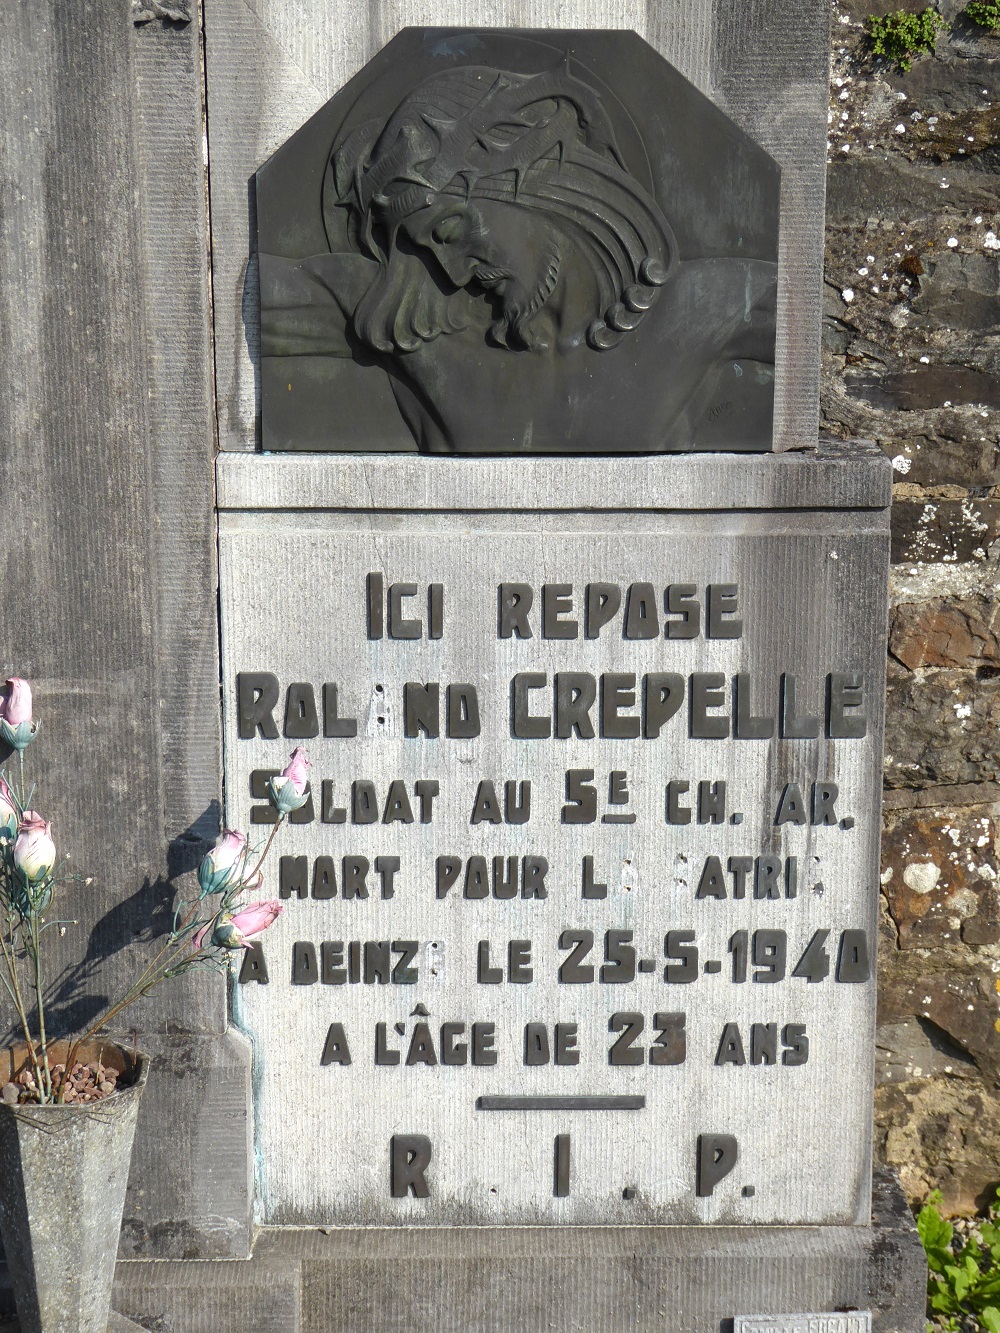 ICI REPOSE
ROL ND CREPELLE
SOLDAT AU 5E CH. AR.
MORT POUR L ATRI
A DEINZ LE 25-5-1940
A L'ÂGE DE 23 ANS
R I . P.